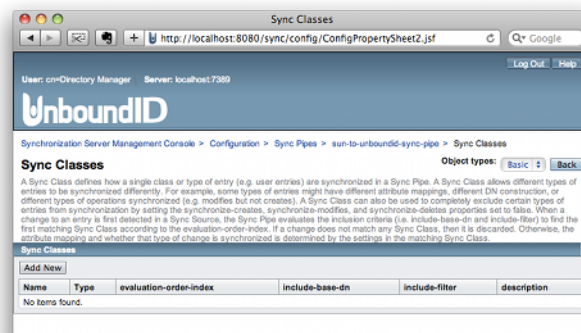 Sync Classes
http://localhost:8080/sync/config/ConfigPropertySheet2.jsf
Google
Log Out Help
User: cn=Directory Manager Server: localhost:7389
UnboundID
Synchronization Server Management Console > Configuration > Sync Pipes > sun-to-unboundid-sync-pipe > Sync Classes
Sync Classes
Object types: Basic Back
A Sync Class defines how a single class or type of entry (e.g. user entries) are synchronized in a Sync Pipe. A Sync Class allows different types of
entries to be synchronized differently. For example, some types of entries might have different attribute mappings, different DN construction, or
different types of operations synchronized (e.g. modifies but not creates). A Sync Class can also be used to completely exclude certain types of
entries from synchronization by setting the synchronize-creates, synchronize-modifies, and synchronize-deletes properties set to false. When a
change to an entry is first detected in a Sync Source, the Sync Pipe evaluates the inclusion criteria (i.e. include-base-dn and include-filter) to find the
first matching Sync Class according to the evaluation-order-index. If a change does not match any Sync Class, then it is discarded. Otherwise, the
attribute mapping and whether that type of change is synchronized is determined by the settings in the matching Sync Class.
Sync Classes
Add New
Name Type evaluation-order-index include-base-dn include-filter description
No items found.